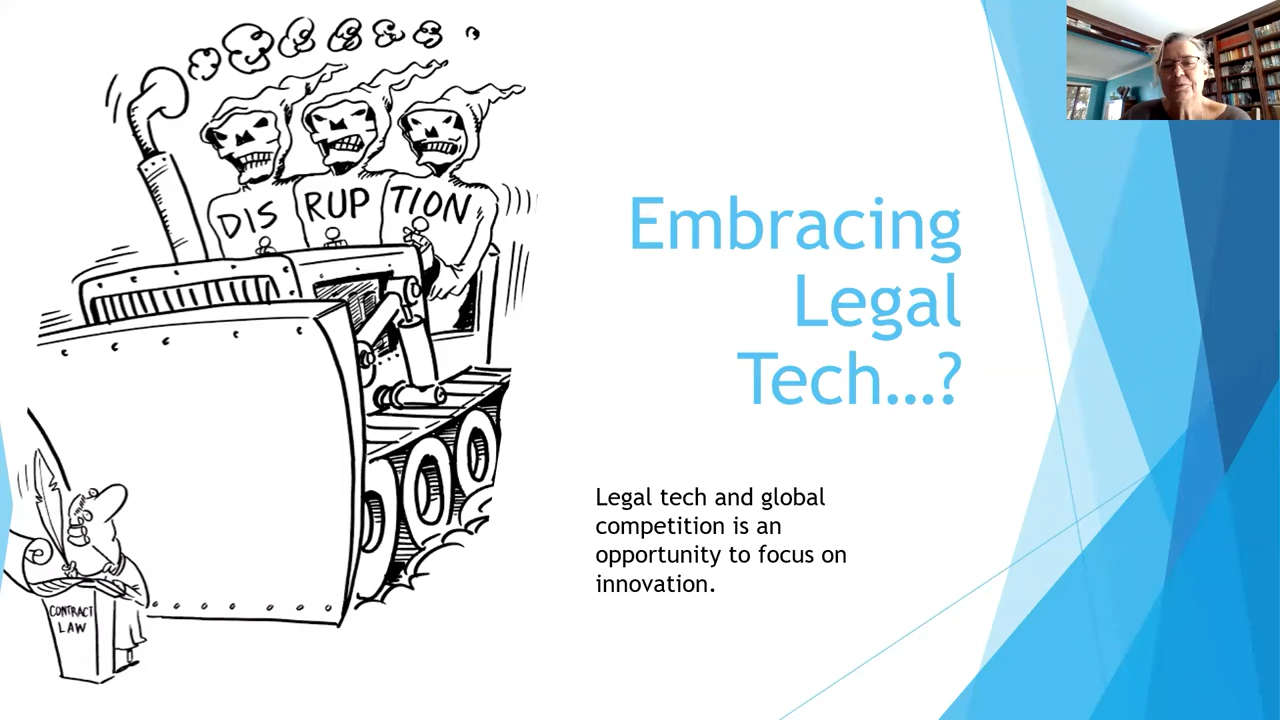 DIS
RUP
TION
CONTRACT
LAW
Embracing
Legal
Tech...?
Legal tech and global
competition is an
opportunity to focus on
innovation.